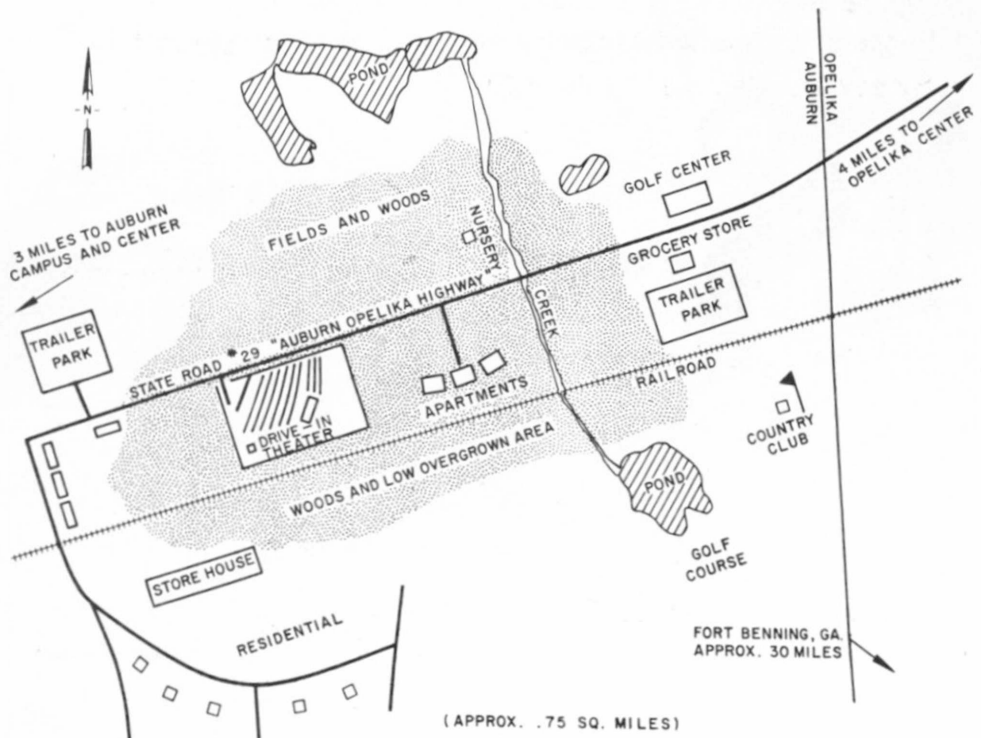 POND
OPELIKA
AUBURN
N
4 MILES TO
OPELIKA CENTER
GOLF CENTER
FIELDS AND WOODS
NURSERY
3 MILES TO AUBURN
CAMPUS AND CENTER
GROCERY STORE
STATE ROAD #29 "AUBURN OPELIKA HIGHWAY"
CREEK
TRAILER
PARK
TRAILER
PARK
RAILROAD
APARTMENTS
DRIVE-IN
THEATER
COUNTRY
CLUB
WOODS AND LOW OVERGROWN AREA
POND
GOLF
COURSE
STORE HOUSE
RESIDENTIAL
FORT BENNING, GA.
APPROX. 30 MILES
(APPROX. .75 SQ. MILES)